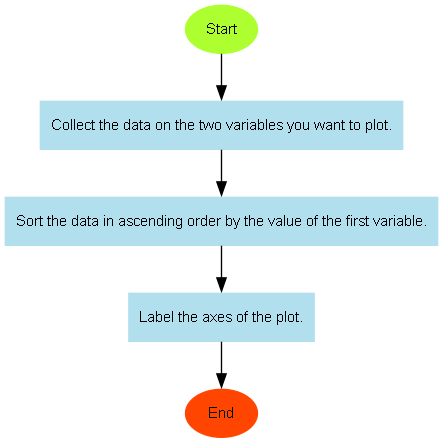 Start
Collect the data on the two variables you want to plot.
Sort the data in ascending order by the value of the first variable.
Label the axes of the plot.
End